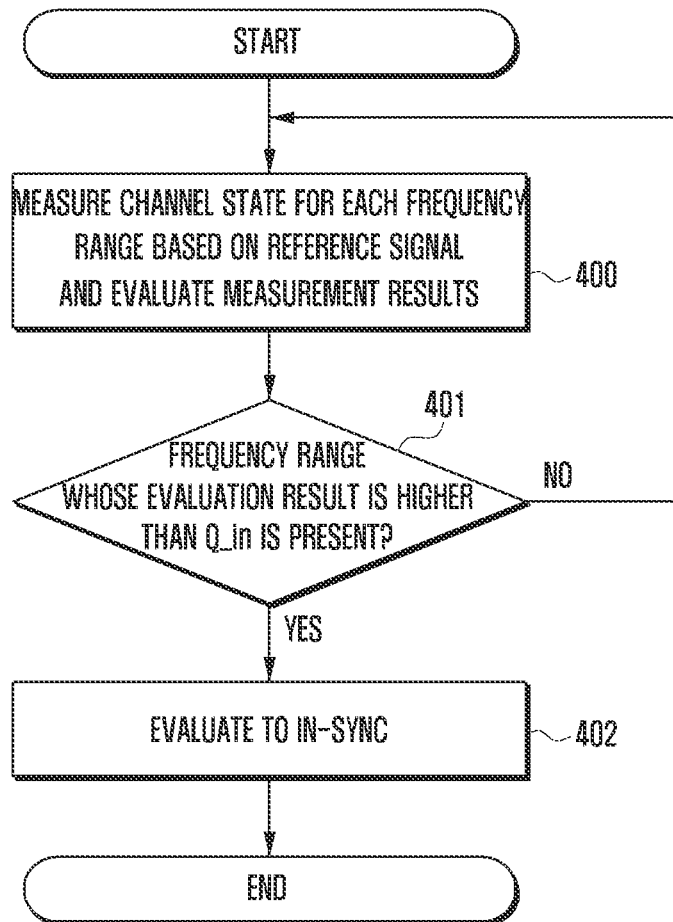 START
MEASURE CHANNEL STATE FOR EACH FREQUENCY
RANGE BASED ON REFERENCE SIGNAL
AND EVALUATE MEASUREMENT RESULTS
400
401
FREQUENCY RANGE
WHOSE EVALUATION RESULT IS HIGHER
THAN Q_in IS PRESENT?
NO
YES
EVALUATE TO IN-SYNC
402
END